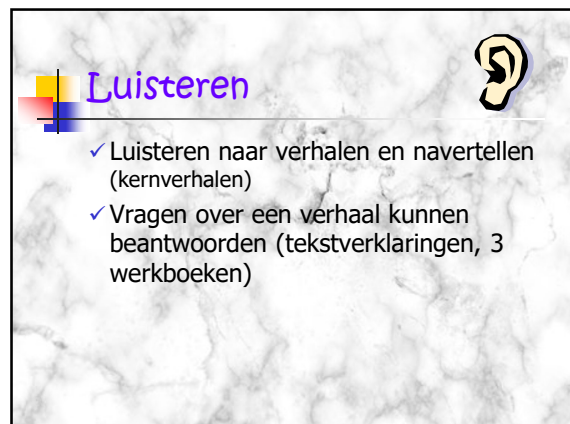 Luisteren
✓ Luisteren naar verhalen en navertellen
(kernverhalen)
✓ Vragen over een verhaal kunnen
beantwoorden (tekstverklaringen, 3
werkboeken)